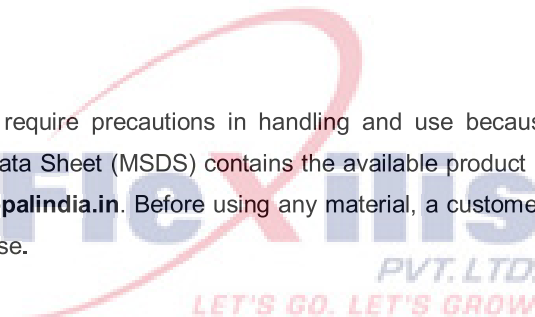 require precautions in handling and use becaus
ata Sheet (MSDS) contains the available product
palindia.in. Before using any material, a custome
se.
Flexilis
PVT. LTD.
LET'S GO. LET'S GROW